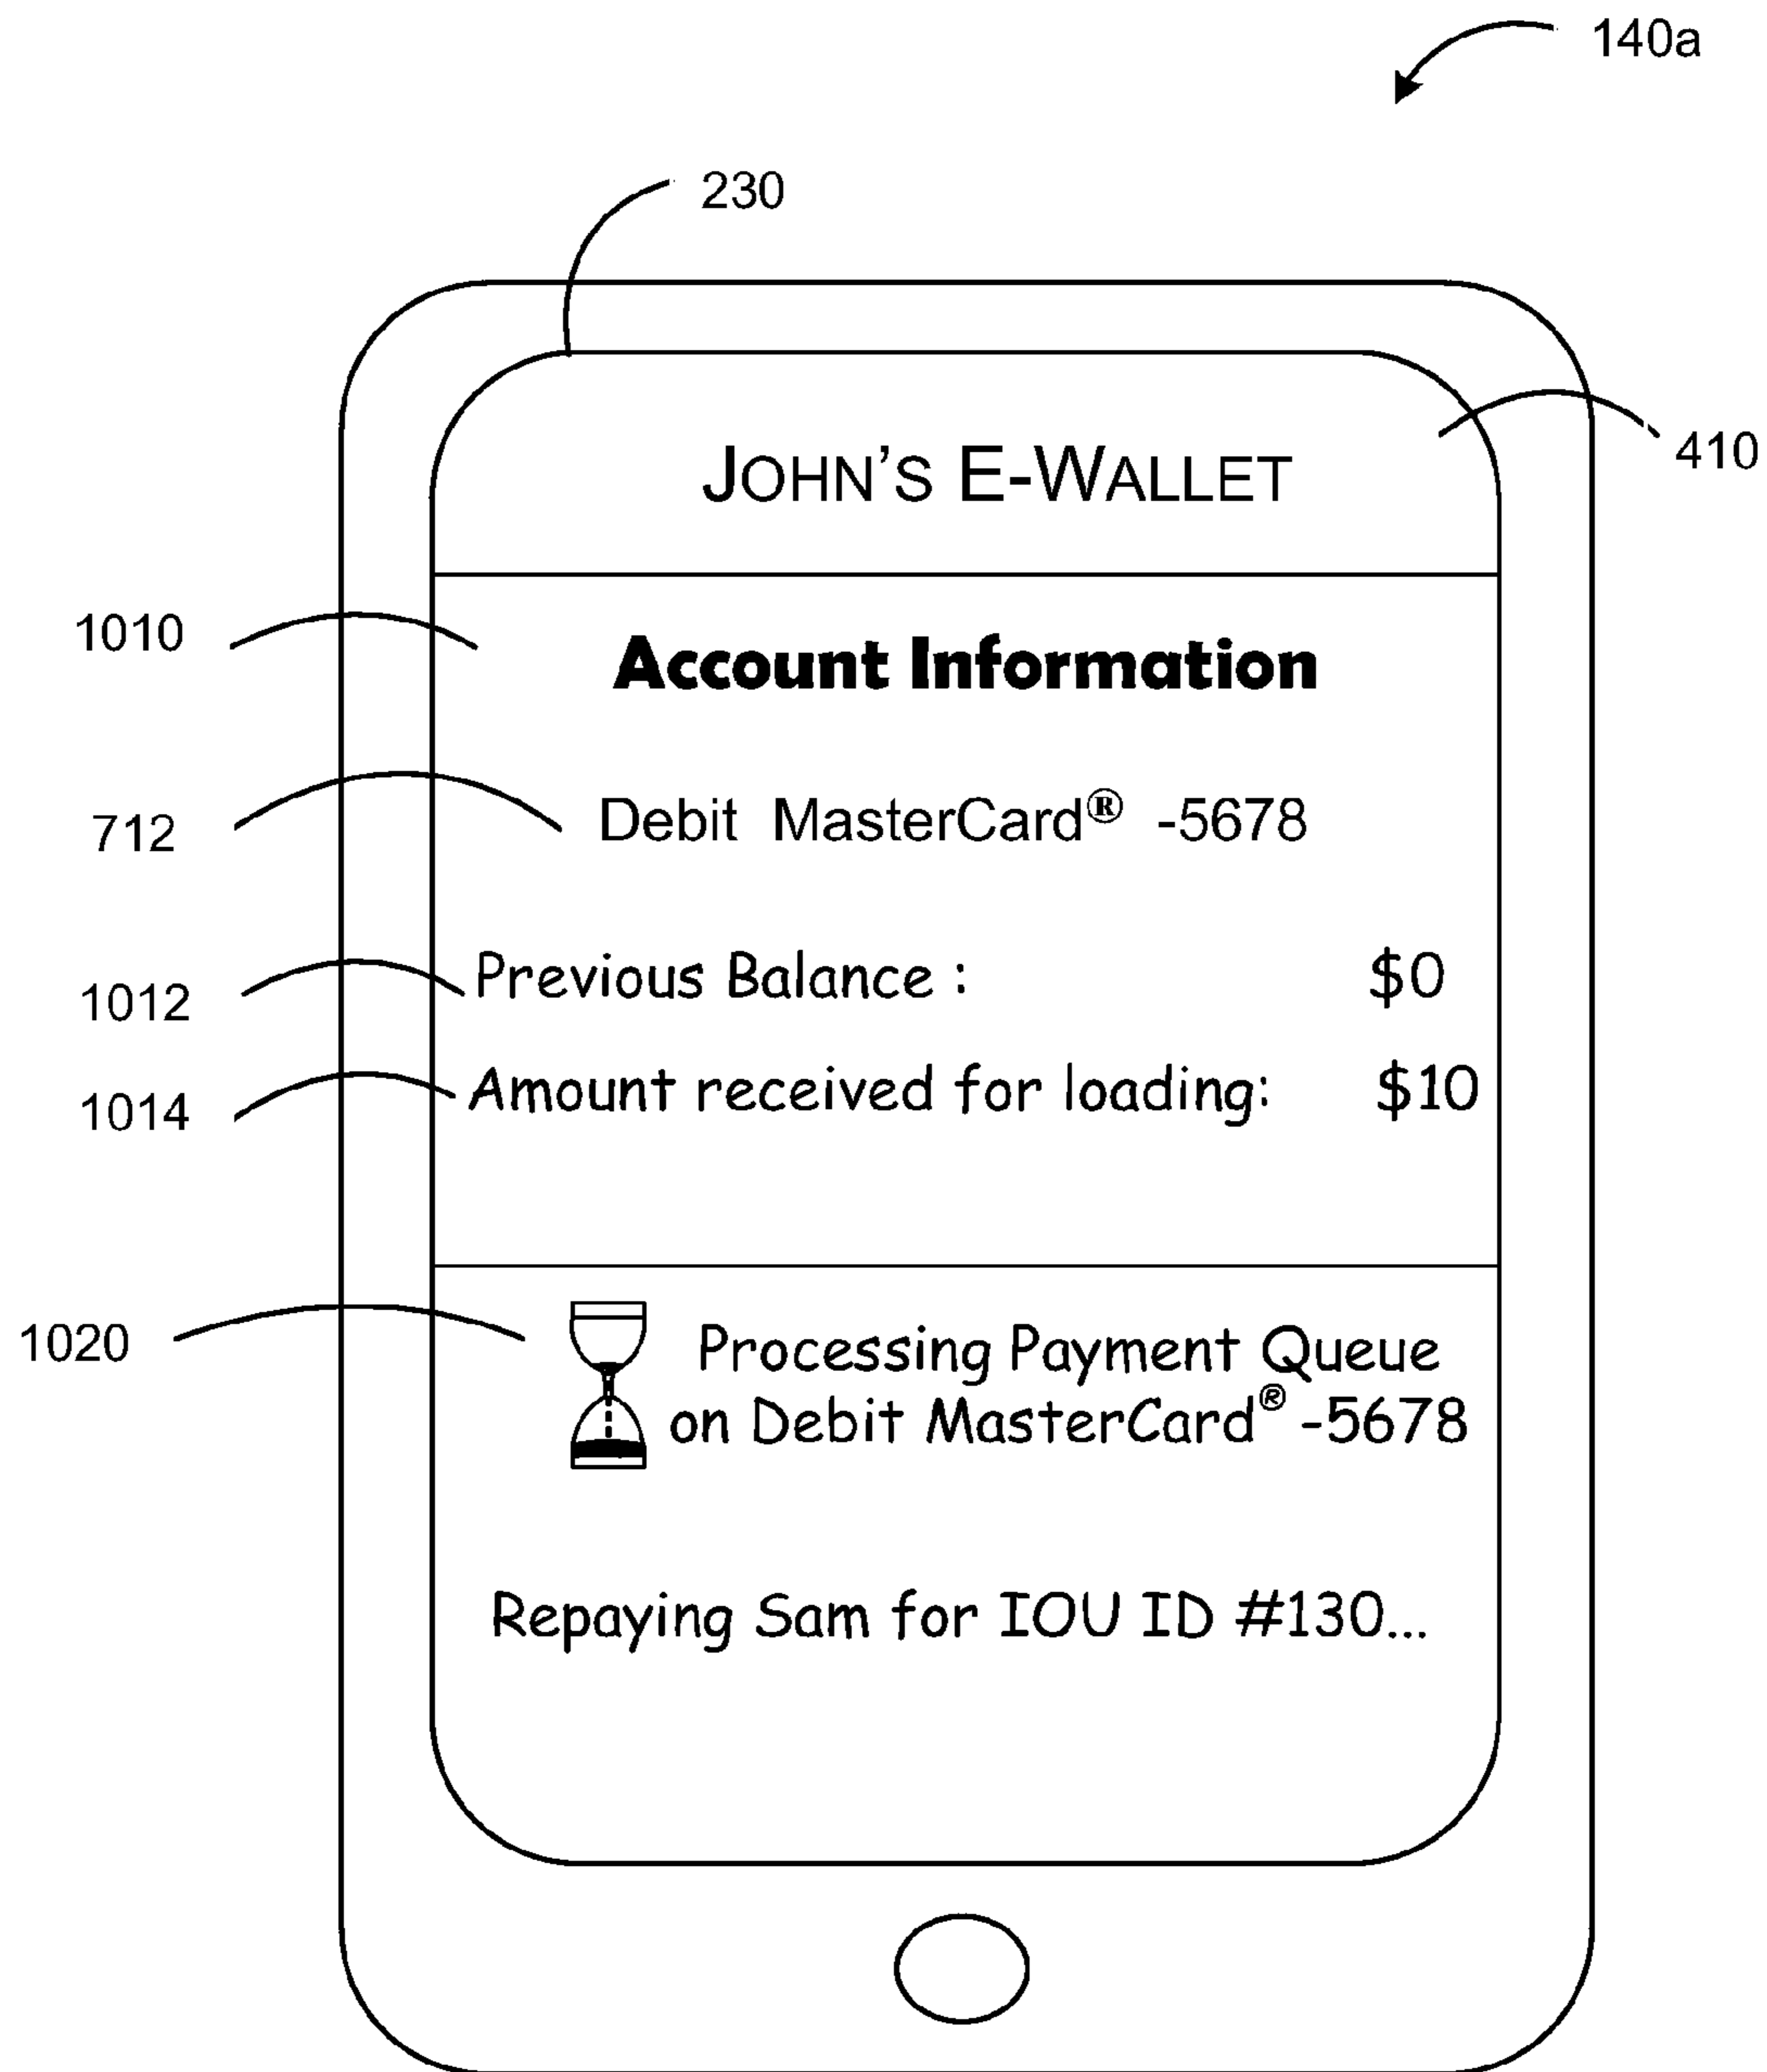 140a
230
JOHN'S E-WALLET
410
1010
Account Information
712
Debit MasterCard® -5678
1012
Previous Balance : $0
1014
Amount received for loading: $10
1020
Processing Payment Queue
on Debit MasterCard® -5678
Repaying Sam for IOU ID #130...